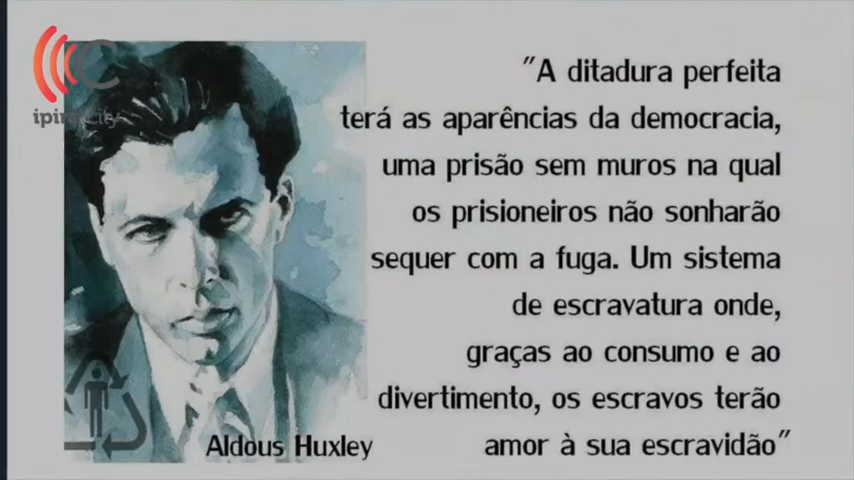 "A ditadura perfeita
terá as aparências da democracia,
uma prisão sem muros na qual
os prisioneiros não sonharão
sequer com a fuga. Um sistema
de escravatura onde,
graças ao consumo e ao
divertimento, os escravos terão
amor à sua escravidão"
Aldous Huxley